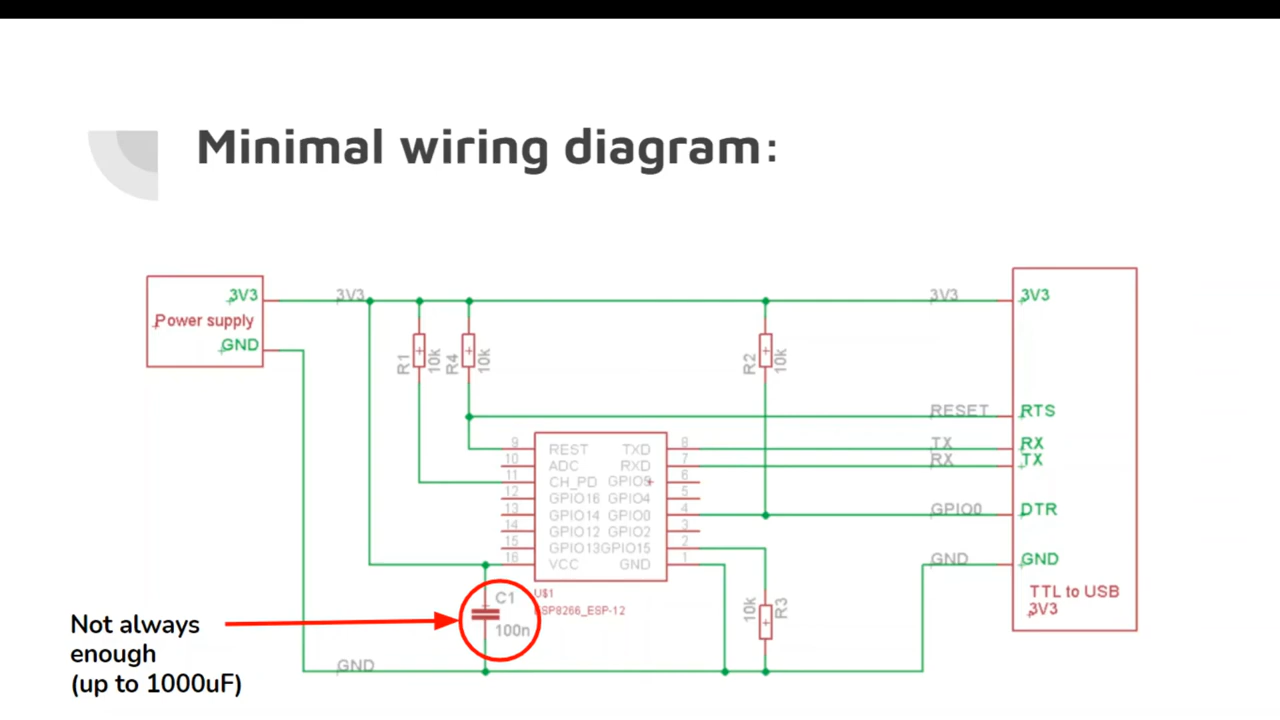 Minimal wiring diagram:
3V3
Power supply
GND
3V3
3V3
3V3
R1
10k
R4
10k
R2
10k
RESET
RTS
TX
RX
RX
TX
GPIO0
DTR
GND
GND
TTL to USB
3V3
9
REST
TXD
8
10
ADC
RXD
7
11
CH_PD
6
12
GPIO16
GPIO4
5
13
GPIO14
GPIO0
4
14
GPIO12
GPIO2
3
15
GPIO13
GPIO15
2
16
VCC
GND
1
U$1
ESP8266_ESP-12
C1
100n
10k
R3
GND
Not always
enough
(up to 1000uF)